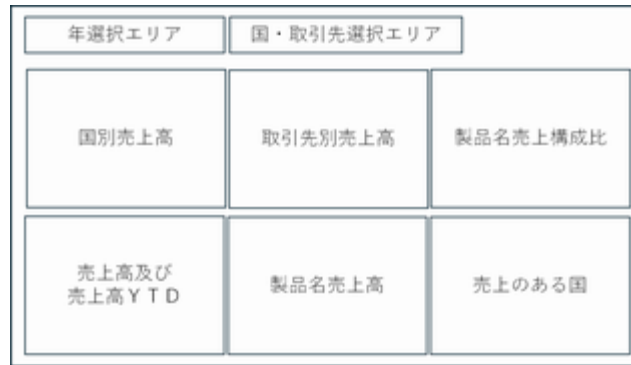 年選択エリア
国・取引先選択エリア
国別売上高
取引先別売上高
製品名売上構成比
売上高及び
売上高ＹＴＤ
製品名売上高
売上のある国